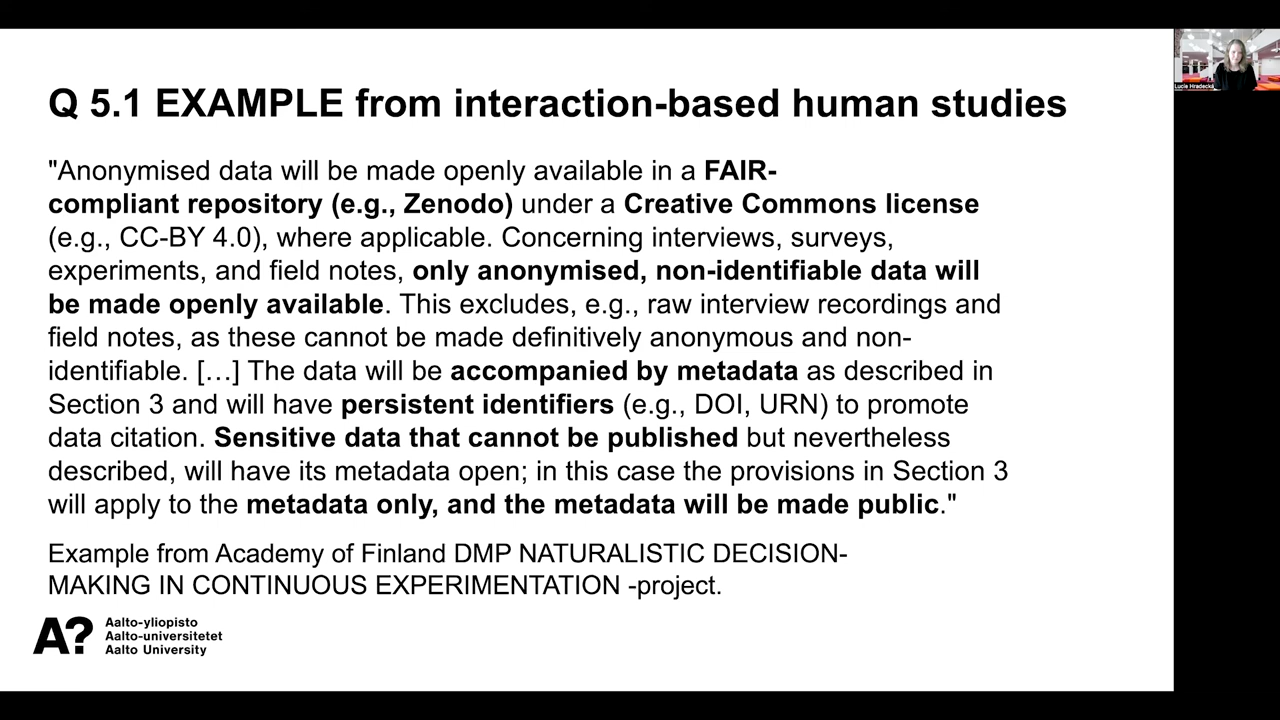 Q 5.1 EXAMPLE from interaction-based human studies
"Anonymised data will be made openly available in a FAIR-
compliant repository (e.g., Zenodo) under a Creative Commons license
(e.g., CC-BY 4.0), where applicable. Concerning interviews, surveys,
experiments, and field notes, only anonymised, non-identifiable data will
be made openly available. This excludes, e.g., raw interview recordings and
field notes, as these cannot be made definitively anonymous and non-
identifiable. […] The data will be accompanied by metadata as described in
Section 3 and will have persistent identifiers (e.g., DOI, URN) to promote
data citation. Sensitive data that cannot be published but nevertheless
described, will have its metadata open; in this case the provisions in Section 3
will apply to the metadata only, and the metadata will be made public."
Example from Academy of Finland DMP NATURALISTIC DECISION-
MAKING IN CONTINUOUS EXPERIMENTATION -project.
A?
Aalto-yliopisto
Aalto-universitetet
Aalto University
Lucie Hradecká